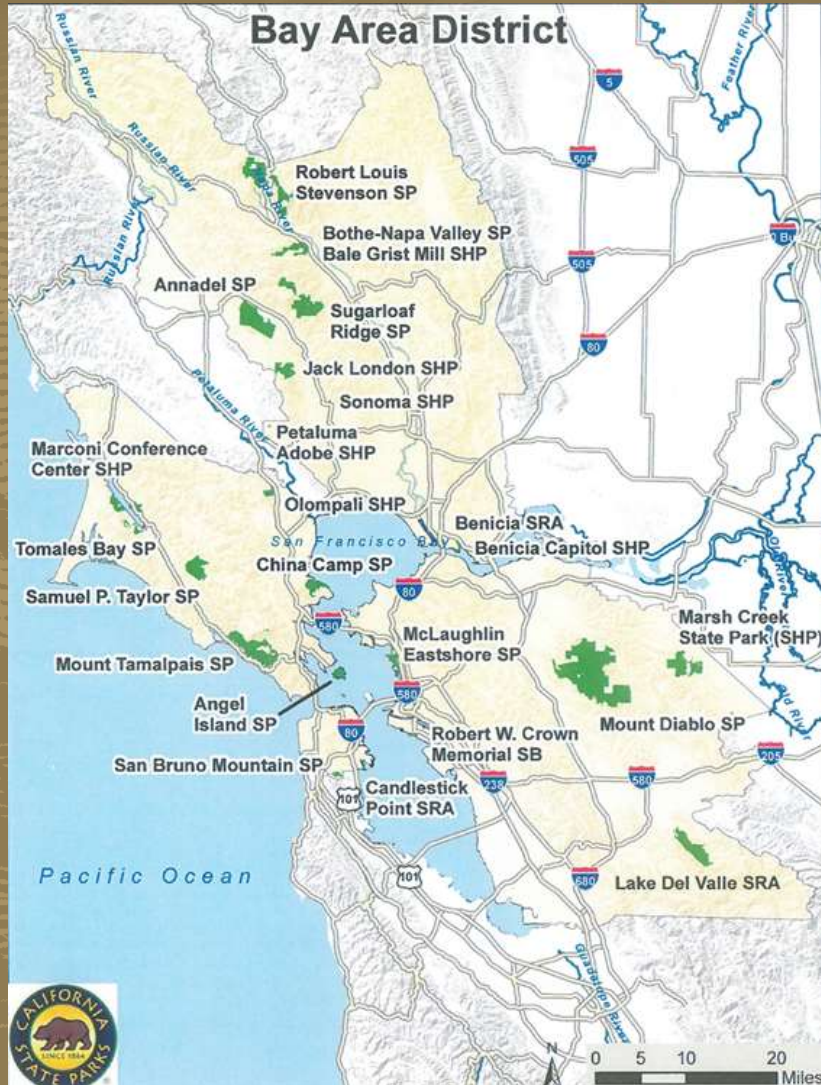 Bay Area District
Russian River
Feather River
5
Russian River
505
Robert Louis
Stevenson SP
Napa River
Russian River
Bothe-Napa Valley SP
Bale Grist Mill SHP
0 Bu
505
Annadel SP
Sugarloaf
Ridge SP
80
Jack London SHP
Petaluma River
Sonoma SHP
Marconi Conference
Center SHP
Petaluma
Adobe SHP
Olompali SHP
Benicia SRA
San Francisco Bay
Benicia Capitol SHP
Tomales Bay SP
China Camp SP
80
Old River
Samuel P. Taylor SP
580
Marsh Creek
State Park (SHP)
McLaughlin
Eastshore SP
Mount Tamalpais SP
580
Old River
Angel
Island SP
Mount Diablo SP
80
Robert W. Crown
Memorial SB
205
San Bruno Mountain SP
238
580
Candlestick
Point SRA
101
Pacific Ocean
101
680
Lake Del Valle SRA
Guadalupe River
CALIFORNIA
SINCE 1864
STATE PARKS
N
0 5 10 20
Miles